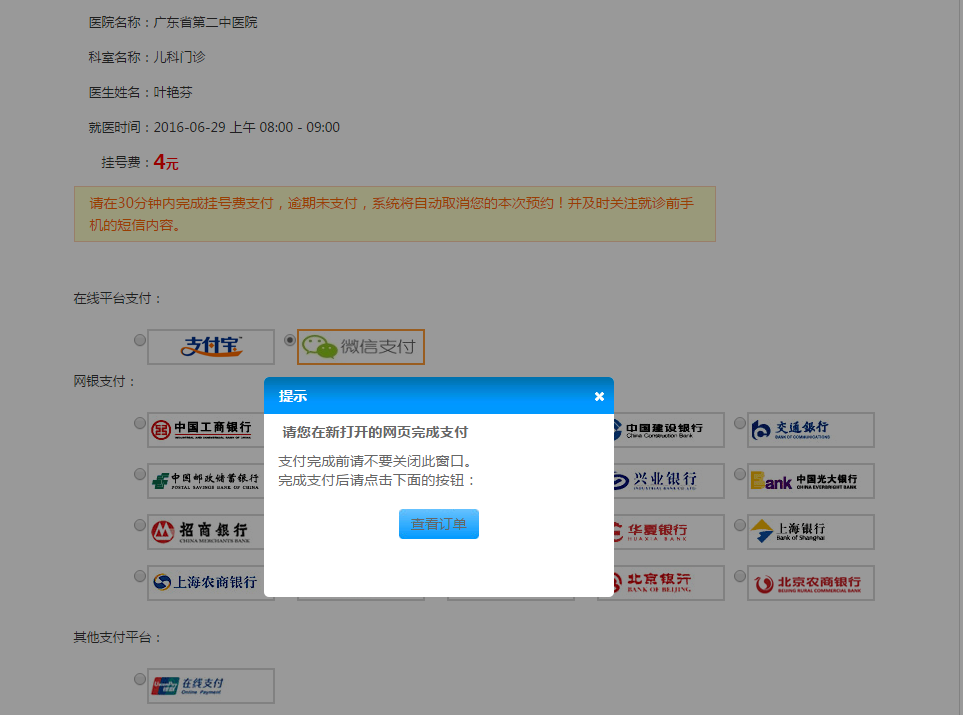 医院名称：广东省第二中医院
科室名称：儿科门诊
医生姓名：叶艳芬
就医时间：2016-06-29 上午 08:00 - 09:00
挂号费：4元
请在30分钟内完成挂号费支付，逾期未支付，系统将自动取消您的本次预约！并及时关注就诊前手
机的短信内容。
在线平台支付：
支付宝 微信支付
网银支付：
提示
请您在新打开的网页完成支付
支付完成前请不要关闭此窗口。
完成支付后请点击下面的按钮：
查看订单
中国工商银行 中国建设银行 交通银行
INDUSTRIAL AND COMMERCIAL BANK OF CHINA China Construction Bank BANK OF COMMUNICATIONS
中国邮政储蓄银行 兴业银行 Bank 中国光大银行
POSTAL SAVINGS BANK OF CHINA INDUSTRIAL BANK CO.,LTD. CHINA EVERBRIGHT BANK
招商银行 华夏银行 上海银行
CHINA MERCHANTS BANK HUAXIA BANK Bank of Shanghai
上海农商银行 北京银行 北京农商银行
BANK OF BEIJING BEIJING RURAL COMMERCIAL BANK
其他支付平台：
UnionPay 银联 在线支付
Online Payment